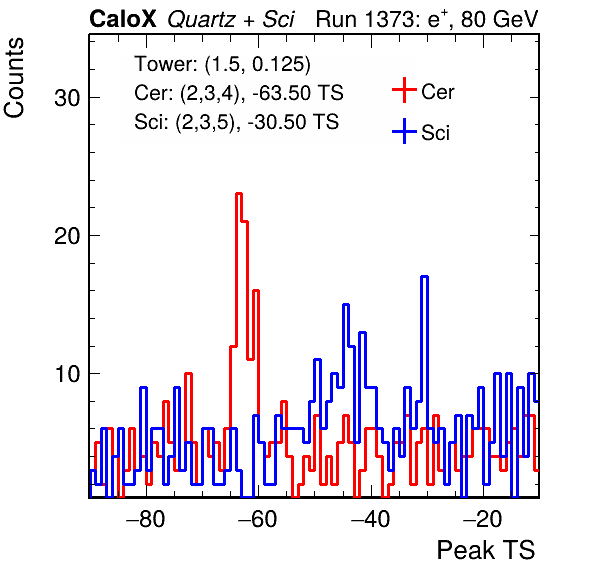 CaloX Quartz + Sci Run 1373: e⁺, 80 GeV
Counts
Tower: (1.5, 0.125)
Cer: (2,3,4), -63.50 TS
Sci: (2,3,5), -30.50 TS
Cer
Sci
30
20
10
−80 −60 −40 −20
Peak TS